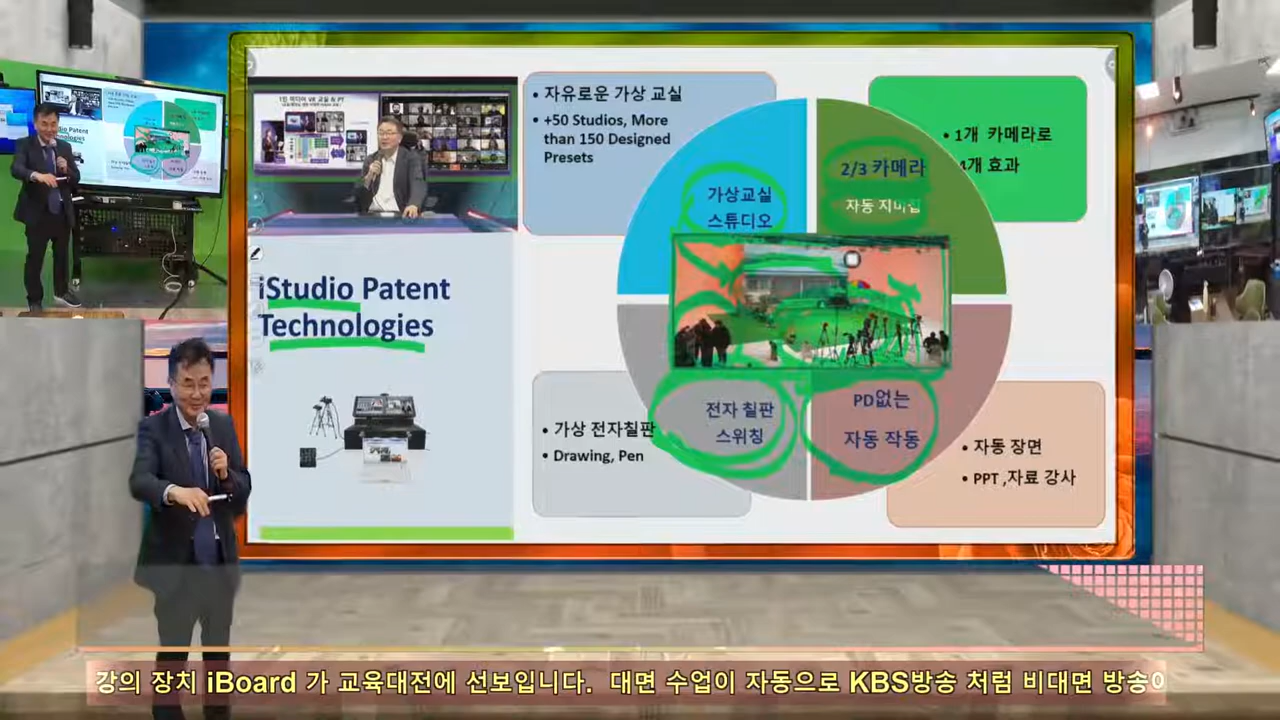 자유로운 가상 교실
+50 Studios, More
than 150 Designed
Presets
1개 카메라로
4개 효과
가상교실
스튜디오
2/3 카메라
iStudio Patent
Technologies
전자 칠판
스위칭
PD없는
자동 작동
가상 전자칠판
Drawing, Pen
자동 장면
PPT ,자료 강사
강의 장치 iBoard 가 교육대전에 선보입니다. 대면 수업이 자동으로 KBS방송 처럼 비대면 방송이